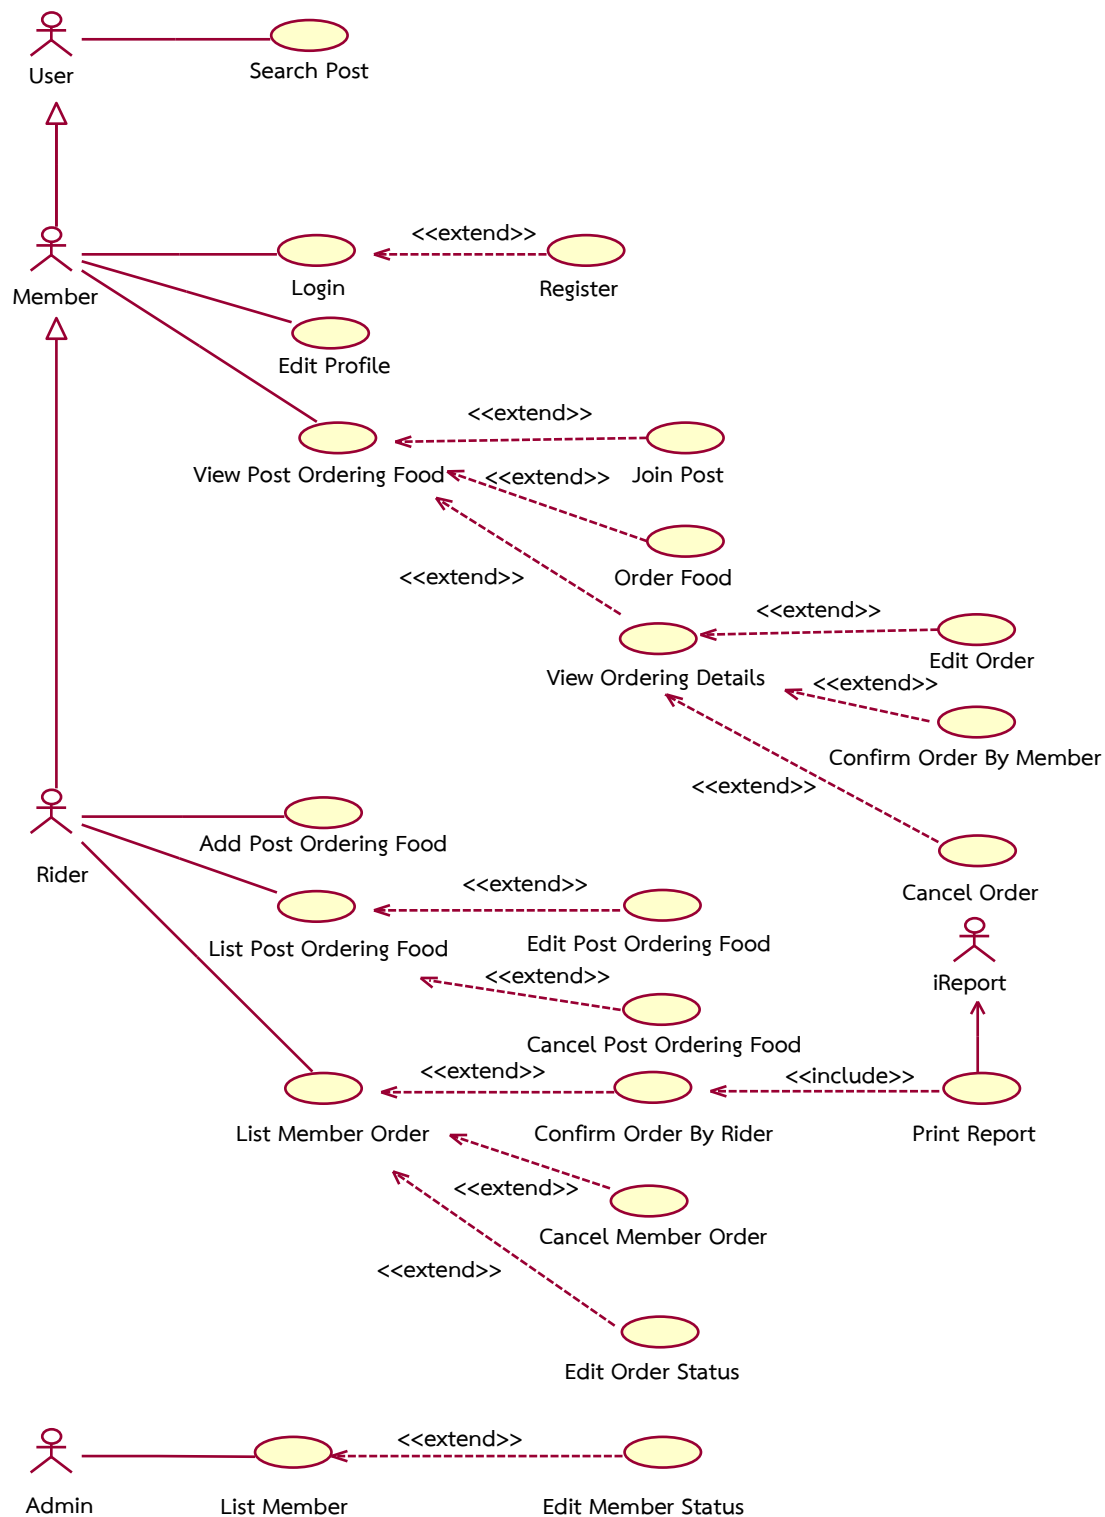 User
Search Post
<<extend>>
Login
Register
Member
Edit Profile
<<extend>>
View Post Ordering Food
<<extend>>
Join Post
<<extend>>
Order Food
<<extend>>
Edit Order
View Ordering Details
<<extend>>
Confirm Order By Member
<<extend>>
Add Post Ordering Food
Rider
<<extend>>
Cancel Order
List Post Ordering Food
Edit Post Ordering Food
<<extend>>
iReport
Cancel Post Ordering Food
<<extend>>
<<include>>
List Member Order
Confirm Order By Rider
Print Report
<<extend>>
Cancel Member Order
<<extend>>
Edit Order Status
<<extend>>
Admin
List Member
Edit Member Status